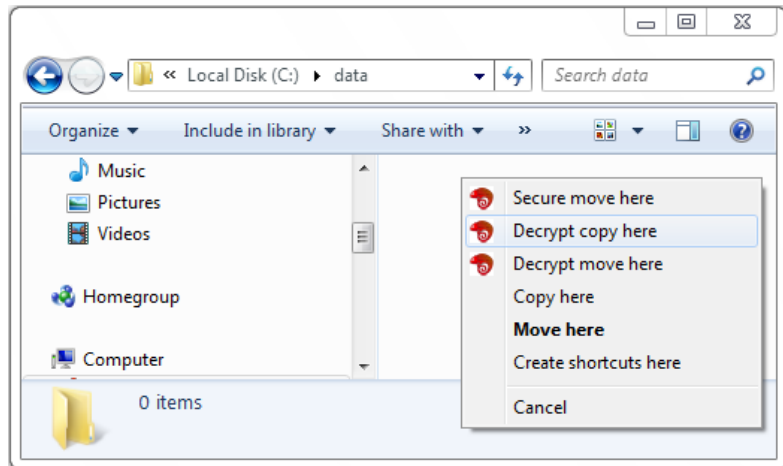 « Local Disk (C:) ▸ data
Search data
Organize ▾ Include in library ▾ Share with ▾ »
Music
Pictures
Videos
Homegroup
Computer
0 items
Secure move here
Decrypt copy here
Decrypt move here
Copy here
Move here
Create shortcuts here
Cancel